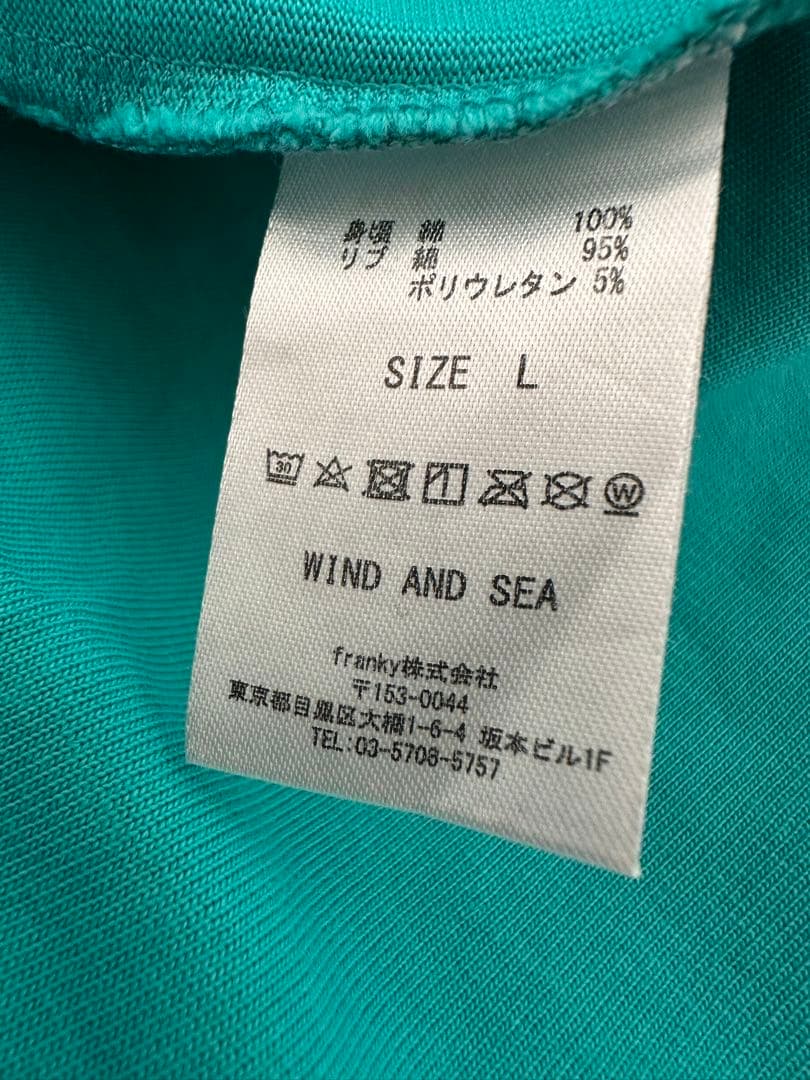 身頃 綿 100%
リブ 綿 95%
ポリウレタン 5%
SIZE L
30
W
WIND AND SEA
franky株式会社
〒153-0044
東京都目黒区大橋1-6-4 坂本ビル1F
TEL:03-5708-5757